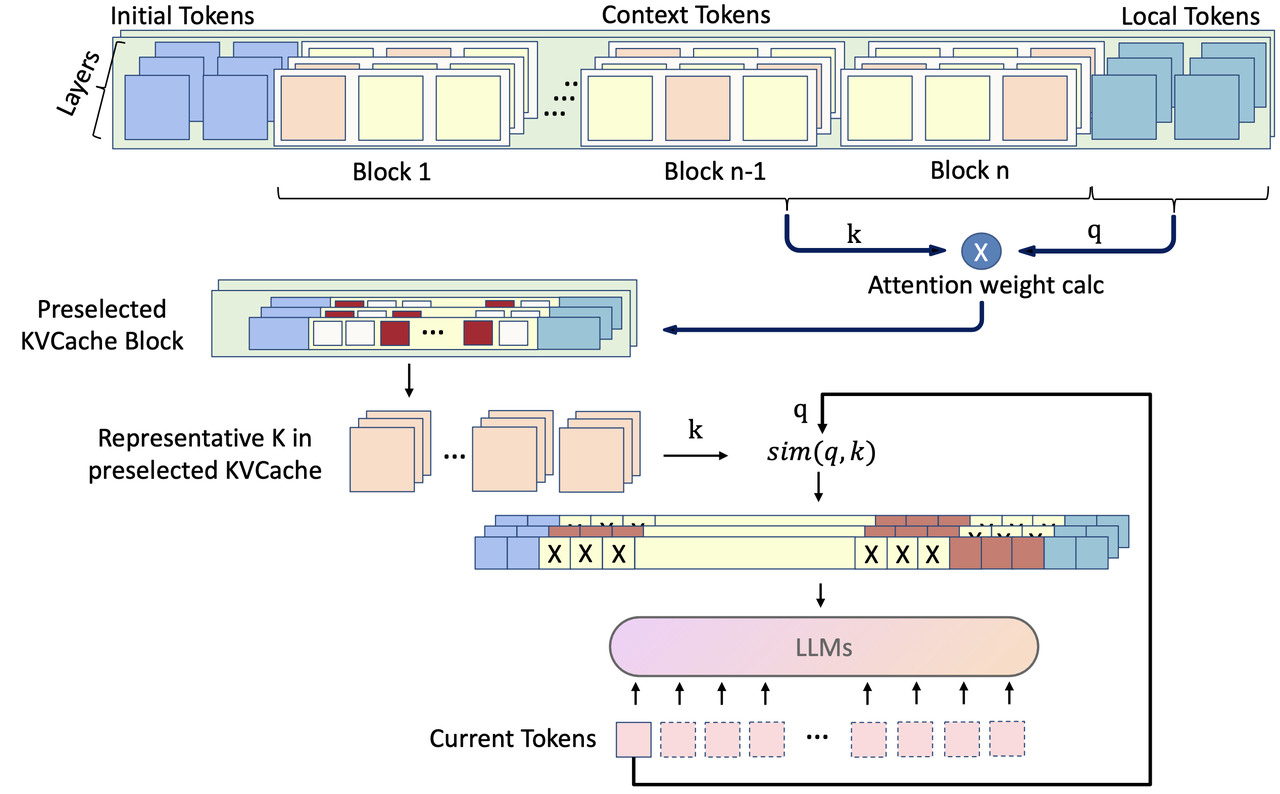 Initial Tokens
Context Tokens
Local Tokens
Layers
...
...
...
Block 1
Block n-1
Block n
k
q
X
Attention weight calc
Preselected
KVCache Block
...
Representative K in
preselected KVCache
...
k
q
sim(q, k)
X X X
X X X
LLMs
Current Tokens
...